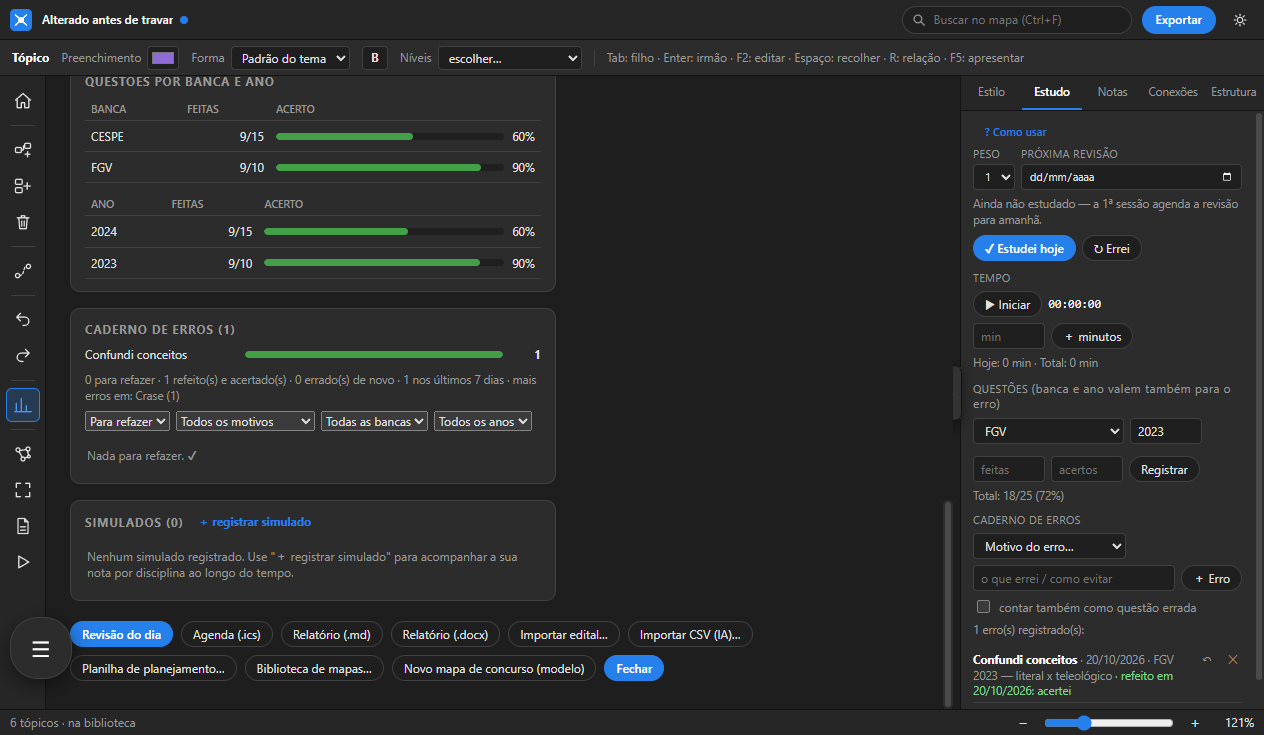 Alterado antes de travar
Buscar no mapa (Ctrl+F)
Exportar
Tópico Preenchimento Forma Padrão do tema B Níveis escolher... Tab: filho · Enter: irmão · F2: editar · Espaço: recolher · R: relação · F5: apresentar
QUESTÕES POR BANCA E ANO
BANCA FEITAS ACERTO
CESPE 9/15 60%
FGV 9/10 90%
ANO FEITAS ACERTO
2024 9/15 60%
2023 9/10 90%
CADERNO DE ERROS (1)
Confundi conceitos 1
0 para refazer · 1 refeito(s) e acertado(s) · 0 errado(s) de novo · 1 nos últimos 7 dias · mais
erros em: Crase (1)
Para refazer Todos os motivos Todas as bancas Todos os anos
Nada para refazer. ✓
SIMULADOS (0) + registrar simulado
Nenhum simulado registrado. Use "+ registrar simulado" para acompanhar a sua
nota por disciplina ao longo do tempo.
Revisão do dia Agenda (.ics) Relatório (.md) Relatório (.docx) Importar edital... Importar CSV (IA)...
Planilha de planejamento... Biblioteca de mapas... Novo mapa de concurso (modelo) Fechar
Estilo Estudo Notas Conexões Estrutura
? Como usar
PESO PRÓXIMA REVISÃO
1 dd/mm/aaaa
Ainda não estudado — a 1ª sessão agenda a revisão
para amanhã.
✓ Estudei hoje ↻ Errei
TEMPO
▶ Iniciar 00:00:00
min + minutos
Hoje: 0 min · Total: 0 min
QUESTÕES (banca e ano valem também para o
erro)
FGV 2023
feitas acertos Registrar
Total: 18/25 (72%)
CADERNO DE ERROS
Motivo do erro...
o que errei / como evitar + Erro
contar também como questão errada
1 erro(s) registrado(s):
Confundi conceitos · 20/10/2026 · FGV
2023 — literal x teleológico · refeito em
20/10/2026: acertei
6 tópicos · na biblioteca
− + 121%